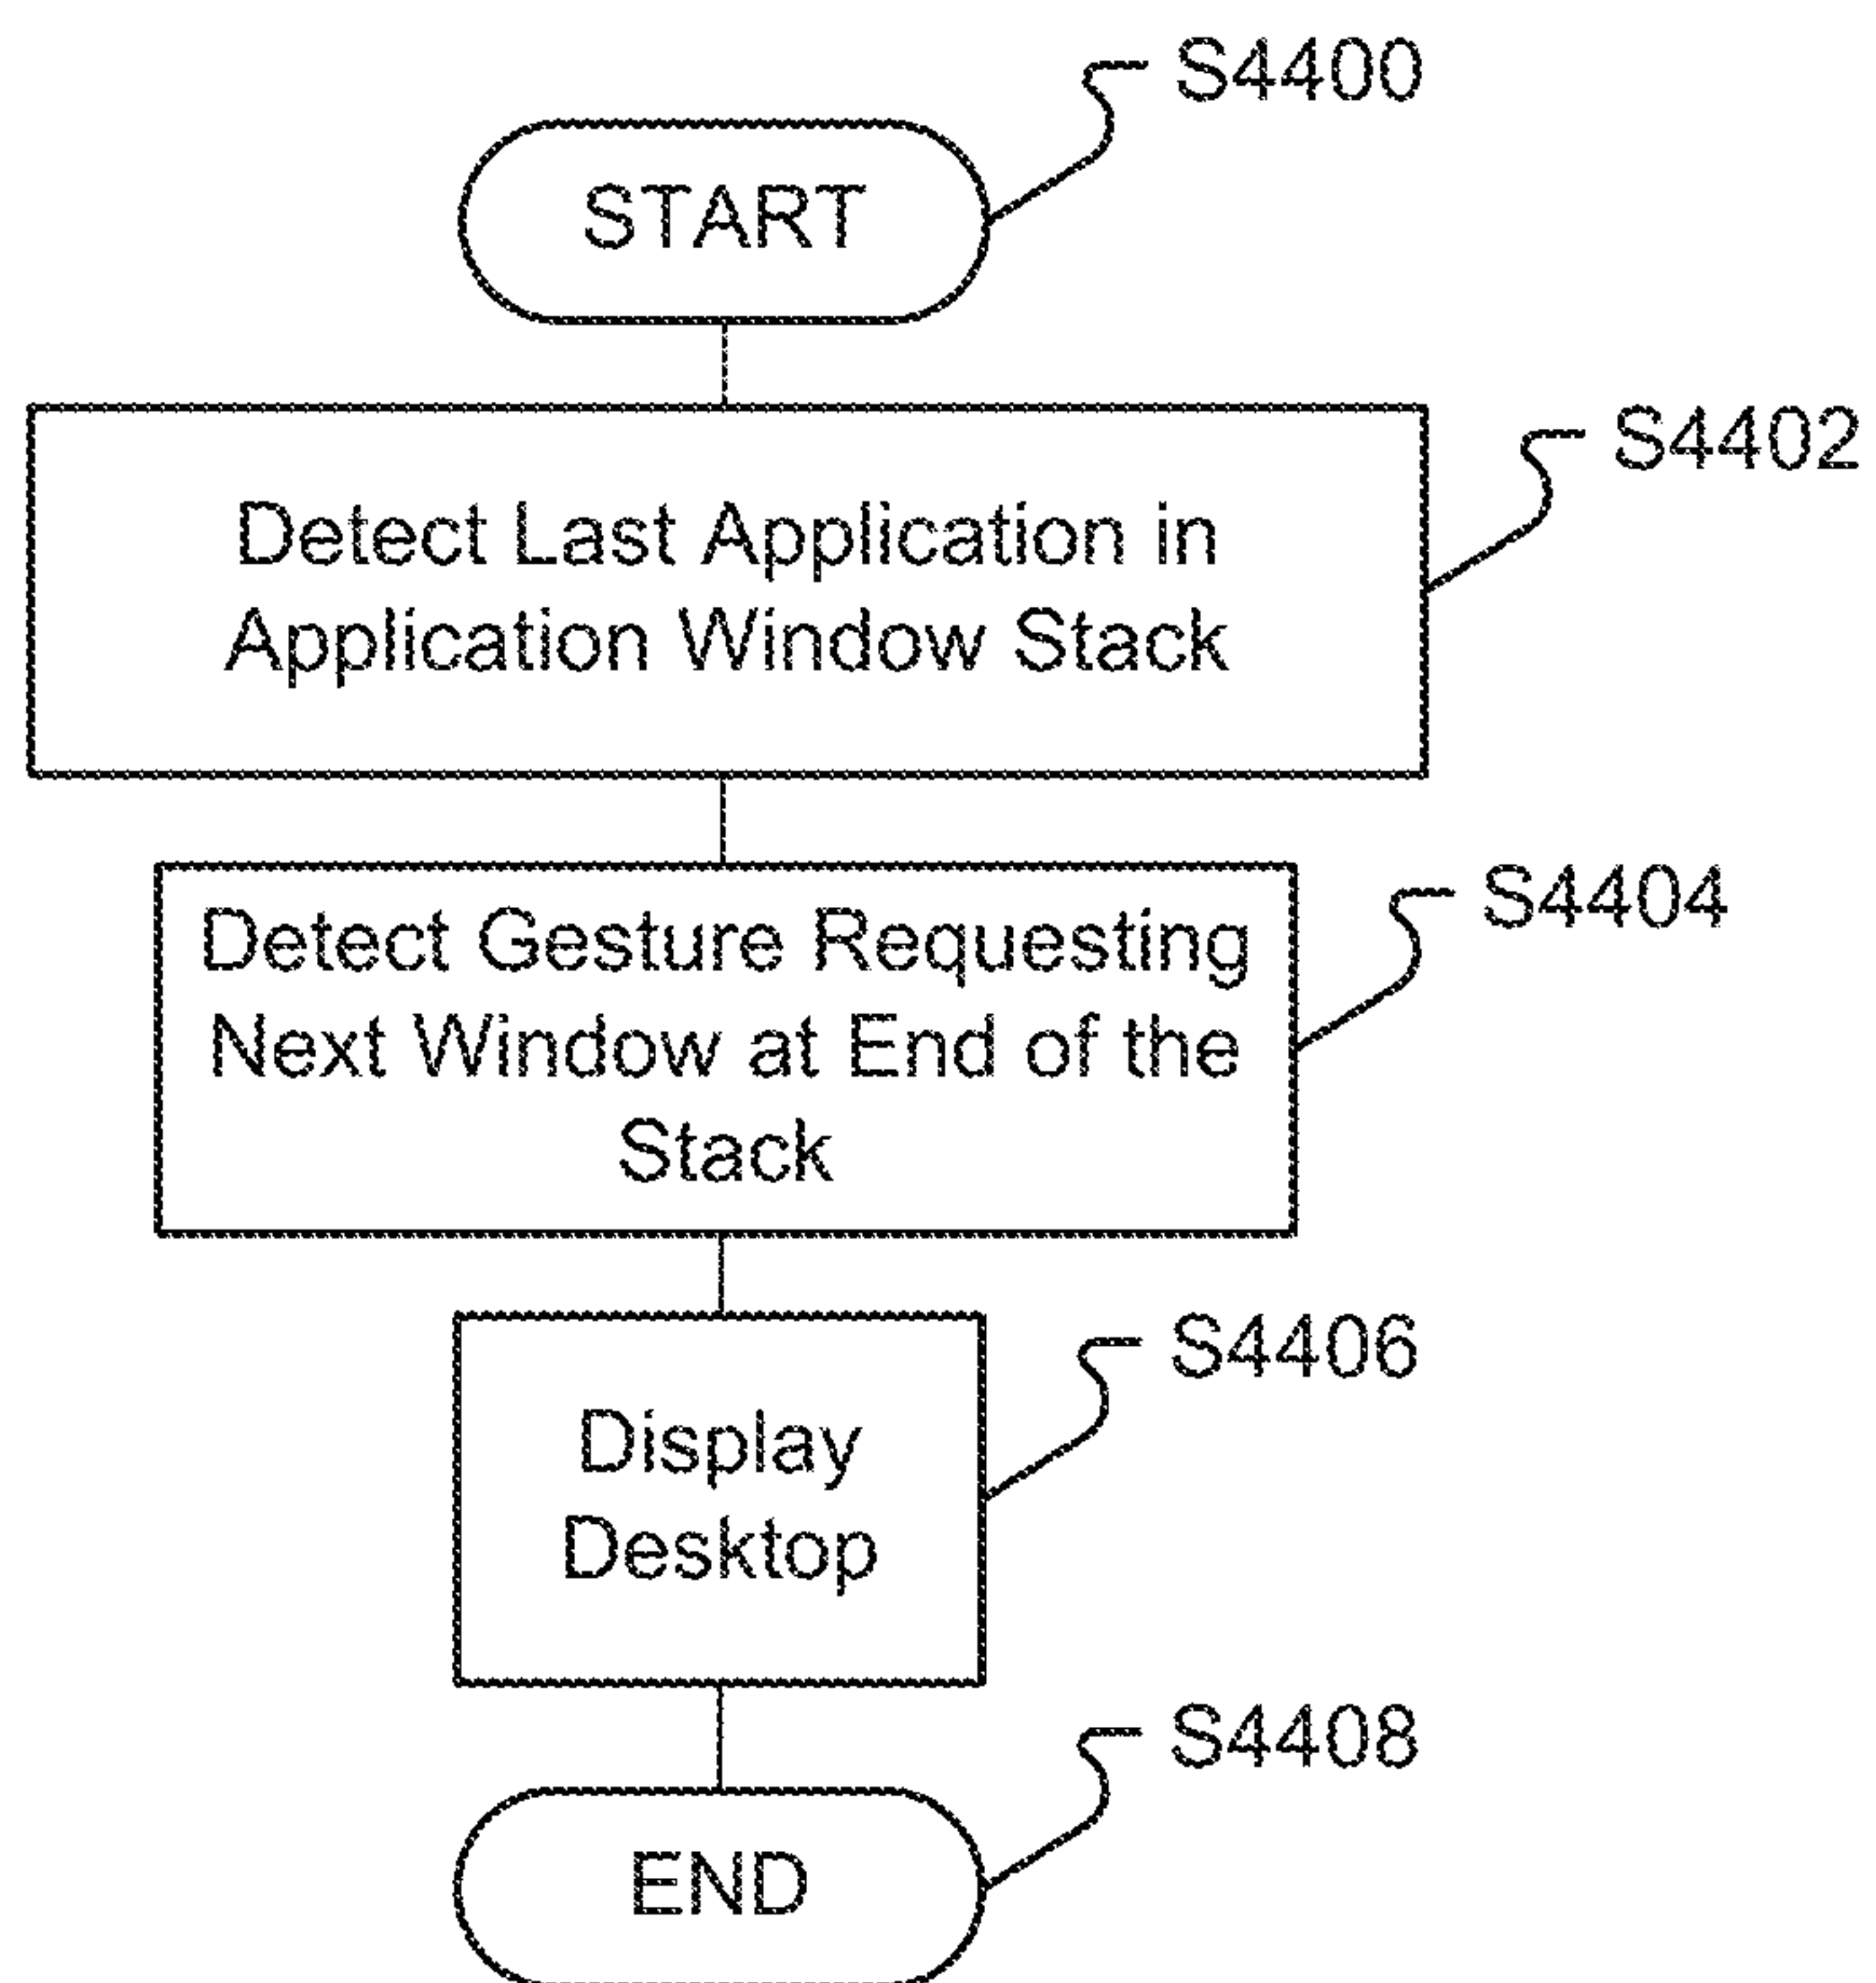 S4400
START
S4402
Detect Last Application in
Application Window Stack
S4404
Detect Gesture Requesting
Next Window at End of the
Stack
S4406
Display
Desktop
S4408
END